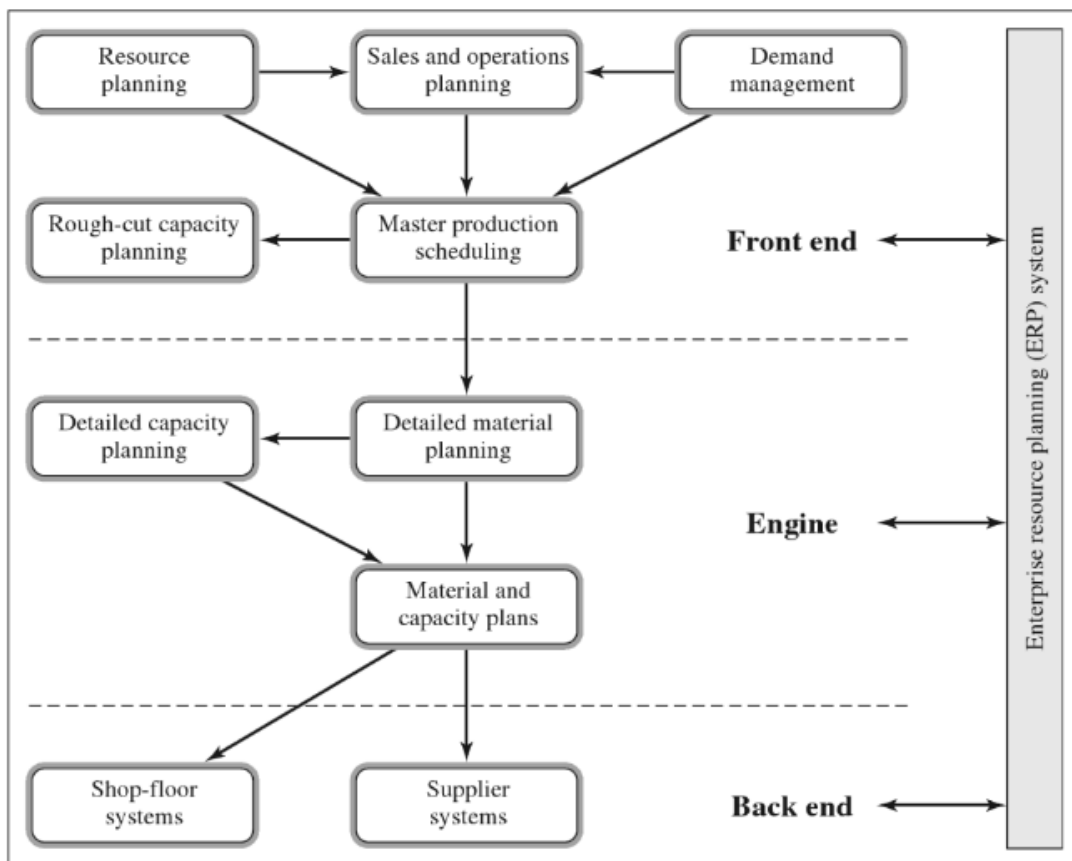 Resource
planning
Sales and operations
planning
Demand
management
Rough-cut capacity
planning
Master production
scheduling
Front end
Detailed capacity
planning
Detailed material
planning
Engine
Material and
capacity plans
Shop-floor
systems
Supplier
systems
Back end
Enterprise resource planning (ERP) system